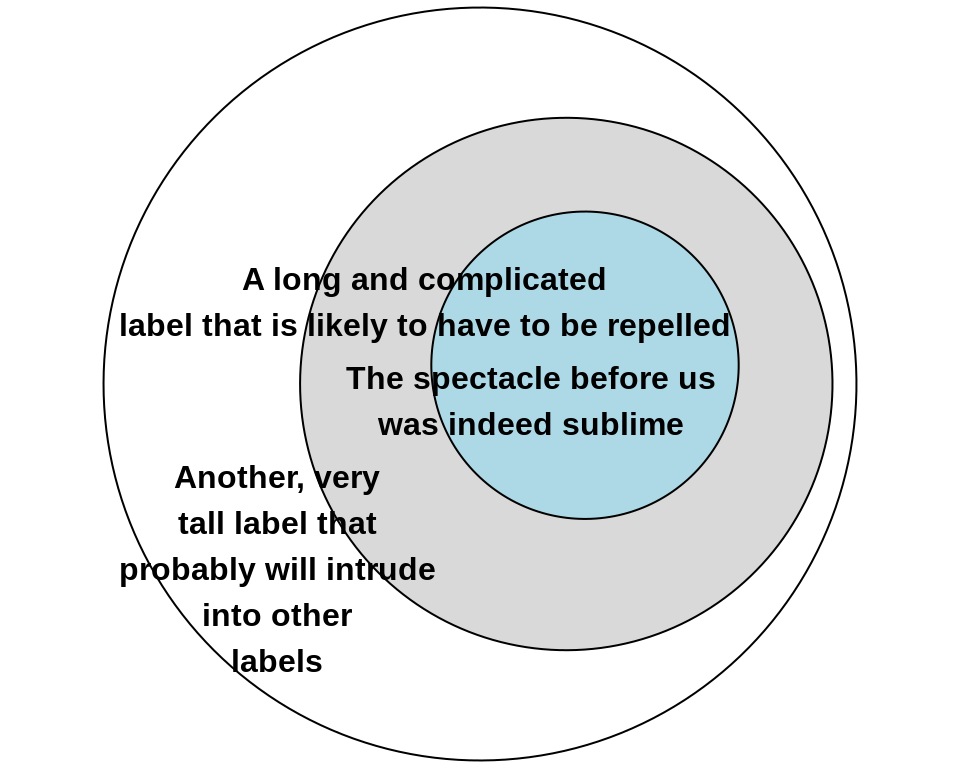 A long and complicated
label that is likely to have to be repelled
The spectacle before us
was indeed sublime
Another, very
tall label that
probably will intrude
into other
labels